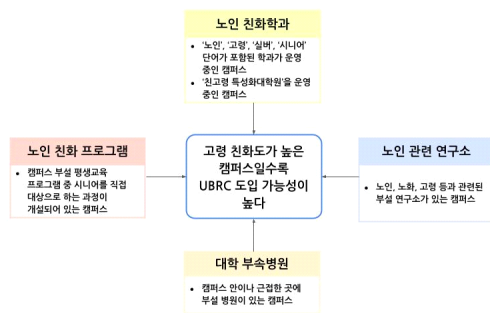 노인 친화학과
• '노인', '고령', '실버', '시니어'
단어가 포함된 학과가 운영
중인 캠퍼스
• '친고령 특성화대학원'을 운영
중인 캠퍼스
노인 친화 프로그램
• 캠퍼스 부설 평생교육
프로그램 중 시니어를 직접
대상으로 하는 과정이
개설되어 있는 캠퍼스
고령 친화도가 높은
캠퍼스일수록
UBRC 도입 가능성이
높다
노인 관련 연구소
• 노인, 노화, 고령 등과 관련된
부설 연구소가 있는 캠퍼스
대학 부속병원
• 캠퍼스 안이나 근접한 곳에
부설 병원이 있는 캠퍼스